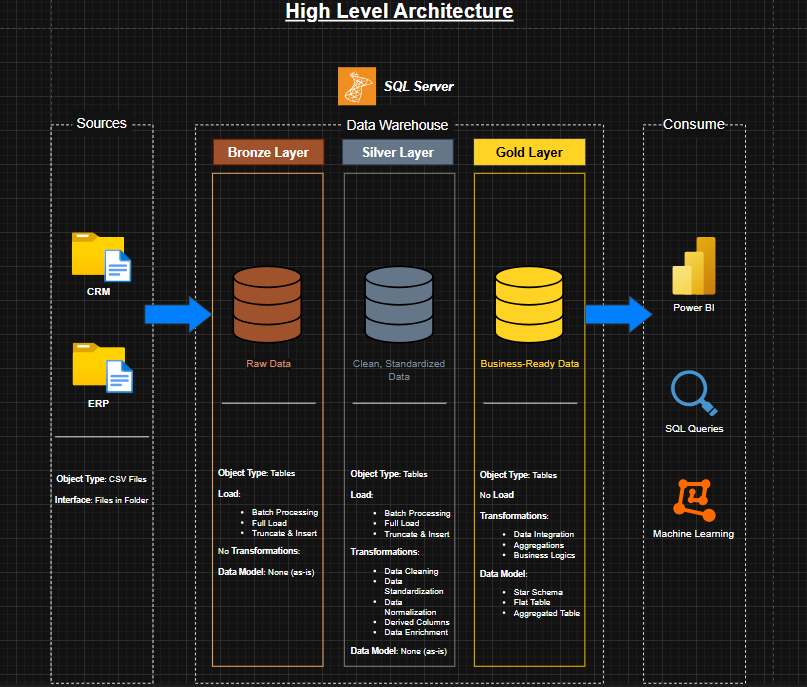 High Level Architecture
SQL Server
Sources
Data Warehouse
Consume
Bronze Layer
Silver Layer
Gold Layer
CRM
ERP
Object Type: CSV Files
Interface: Files in Folder
Raw Data
Object Type: Tables
Load:
• Batch Processing
• Full Load
• Truncate & Insert
No Transformations:
Data Model: None (as-is)
Clean, Standardized
Data
Object Type: Tables
Load:
• Batch Processing
• Full Load
• Truncate & Insert
Transformations:
• Data Cleaning
• Data
Standardization
• Data
Normalization
• Derived Columns
• Data Enrichment
Data Model: None (as-is)
Business-Ready Data
Object Type: Tables
No Load
Transformations:
• Data Integration
• Aggregations
• Business Logics
Data Model:
• Star Schema
• Flat Table
• Aggregated Table
Power BI
SQL Queries
Machine Learning